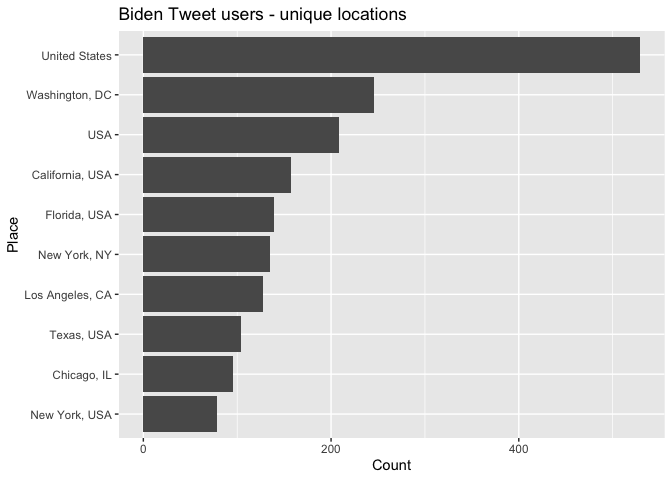 Biden Tweet users - unique locations
United States
Washington, DC
USA
California, USA
Florida, USA
New York, NY
Los Angeles, CA
Texas, USA
Chicago, IL
New York, USA
Place
0 200 400
Count